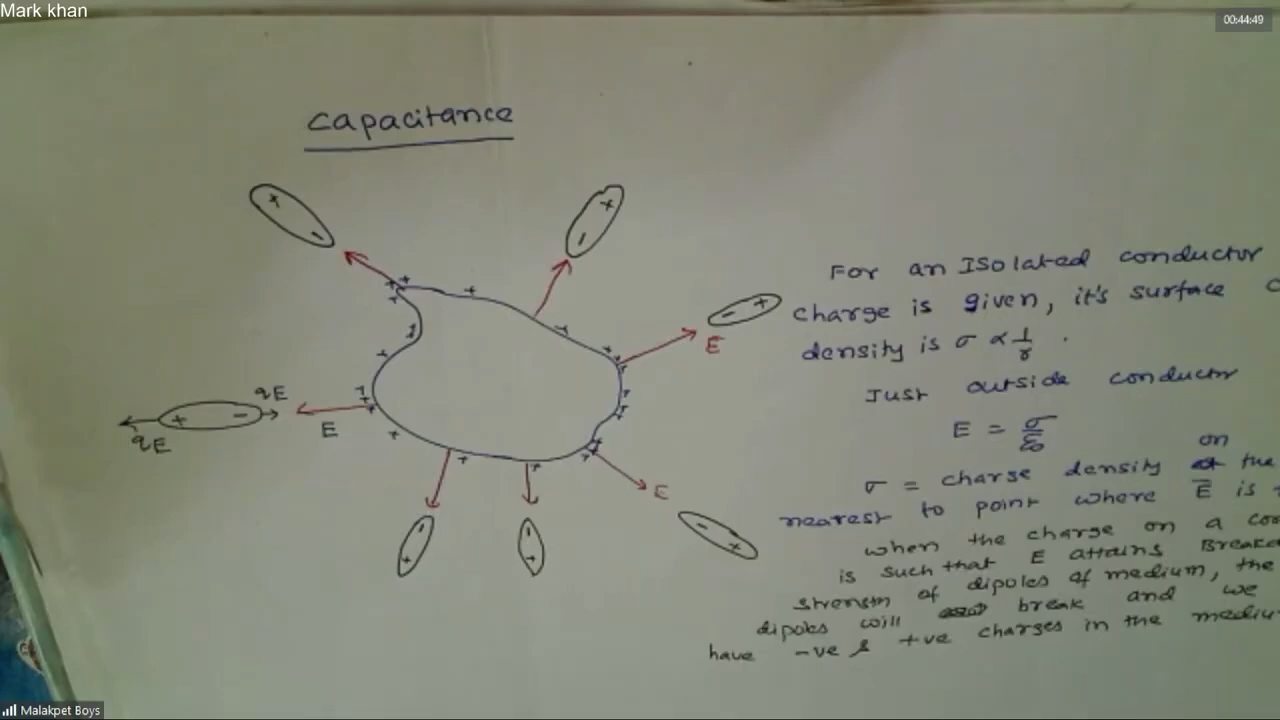 Mark khan
00:44:49
Capacitance
+ -
+ -
- +
E
qE
+ -
qE
E
E
- +
- +
- +
- +
For an Isolated conductor
charge is given, it's surface c
density is σ ∝ 1/r .
Just outside conductor
E = σ/ε₀
on
σ = charge density the
nearest to point where E is
when the charge on a co
is such that E attains Break
strength of dipoles of medium, the
dipoles will break and we
have -ve & +ve charges in the mediu
Malakpet Boys